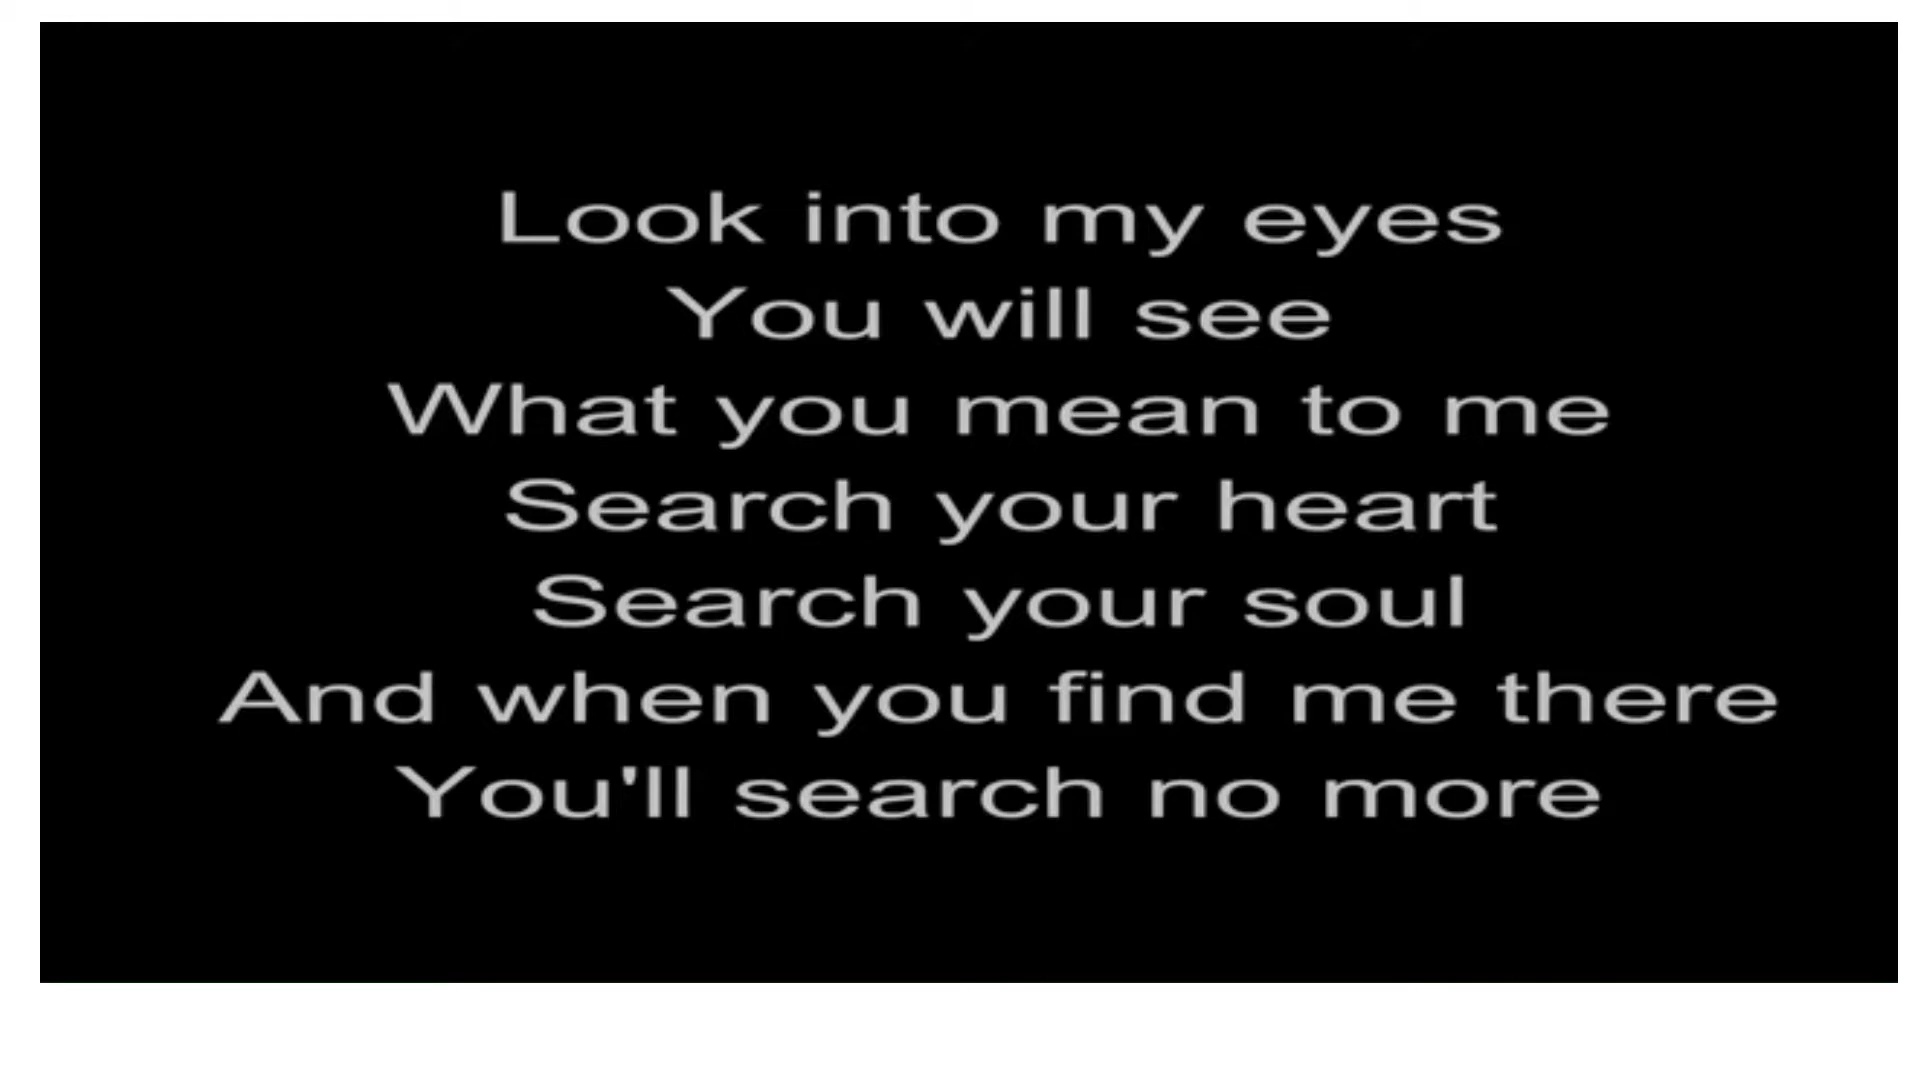 Look into my eyes
You will see
What you mean to me
Search your heart
Search your soul
And when you find me there
You'll search no more